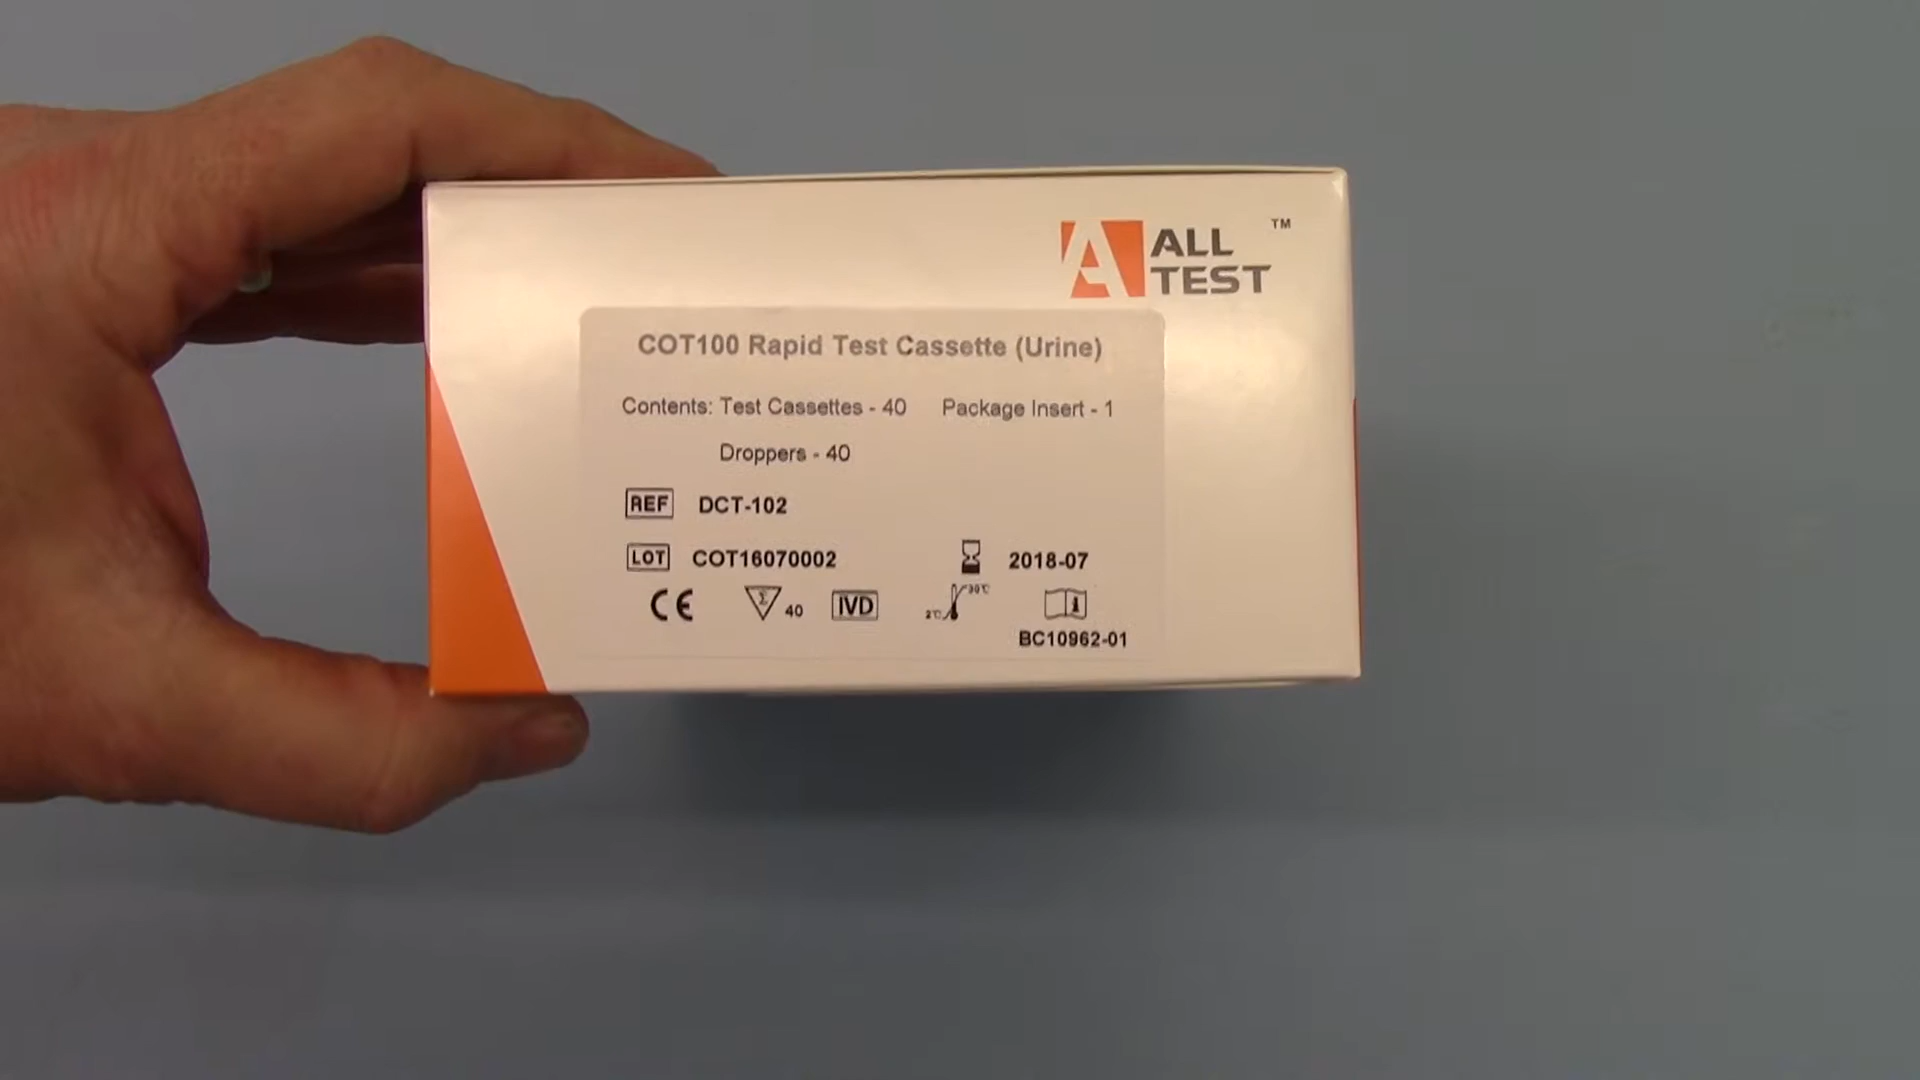 A ALL TEST TM
COT100 Rapid Test Cassette (Urine)
Contents: Test Cassettes - 40 Package Insert - 1
Droppers - 40
REF DCT-102
LOT COT16070002 2018-07
CE Σ 40 IVD 2°C 30°C i
BC10962-01